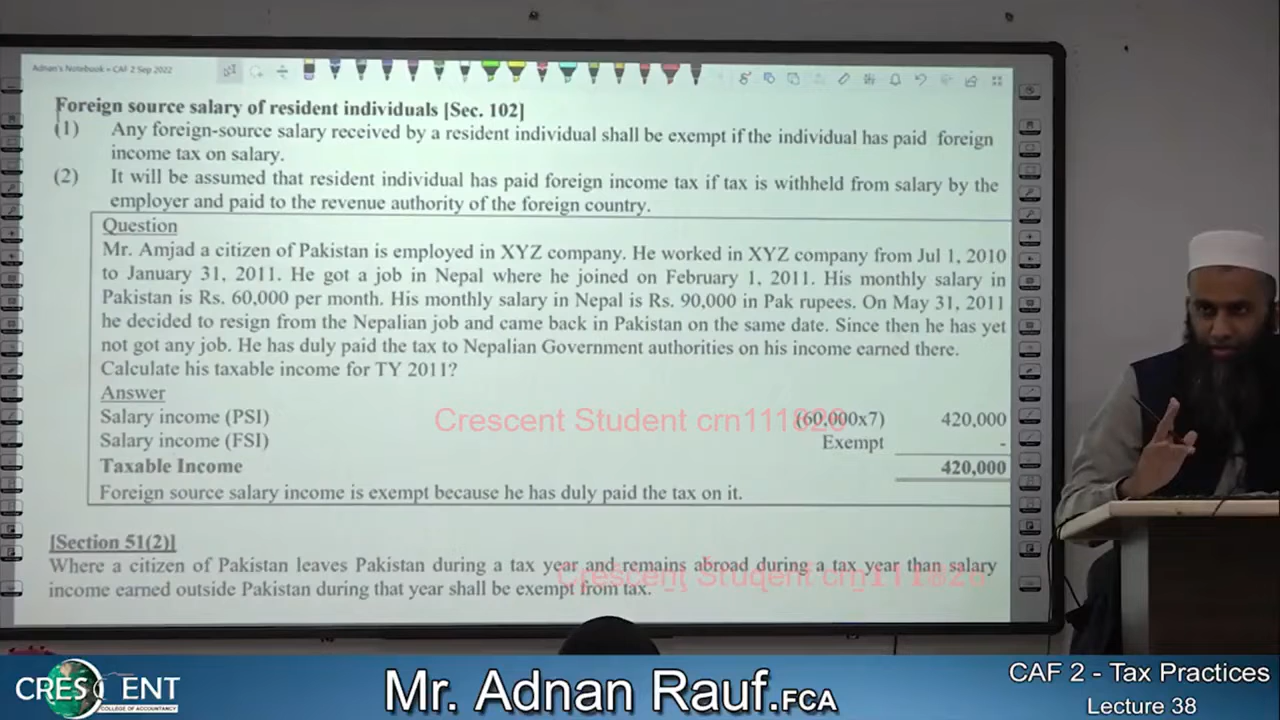 Adnan's Notebook » CAF 2 Sep 2022
Foreign source salary of resident individuals [Sec. 102]
(1) Any foreign-source salary received by a resident individual shall be exempt if the individual has paid foreign
income tax on salary.
(2) It will be assumed that resident individual has paid foreign income tax if tax is withheld from salary by the
employer and paid to the revenue authority of the foreign country.
Question
Mr. Amjad a citizen of Pakistan is employed in XYZ company. He worked in XYZ company from Jul 1, 2010
to January 31, 2011. He got a job in Nepal where he joined on February 1, 2011. His monthly salary in
Pakistan is Rs. 60,000 per month. His monthly salary in Nepal is Rs. 90,000 in Pak rupees. On May 31, 2011
he decided to resign from the Nepalian job and came back in Pakistan on the same date. Since then he has yet
not got any job. He has duly paid the tax to Nepalian Government authorities on his income earned there.
Calculate his taxable income for TY 2011?
Answer
Salary income (PSI) (60,000x7) 420,000
Crescent Student crn111828
Salary income (FSI) Exempt -
Taxable Income 420,000
Foreign source salary income is exempt because he has duly paid the tax on it.
[Section 51(2)]
Where a citizen of Pakistan leaves Pakistan during a tax year and remains abroad during a tax year than salary
Crescent Student crn111828
income earned outside Pakistan during that year shall be exempt from tax.
CRESCENT
COLLEGE OF ACCOUNTANCY
Mr. Adnan Rauf.FCA
CAF 2 - Tax Practices
Lecture 38